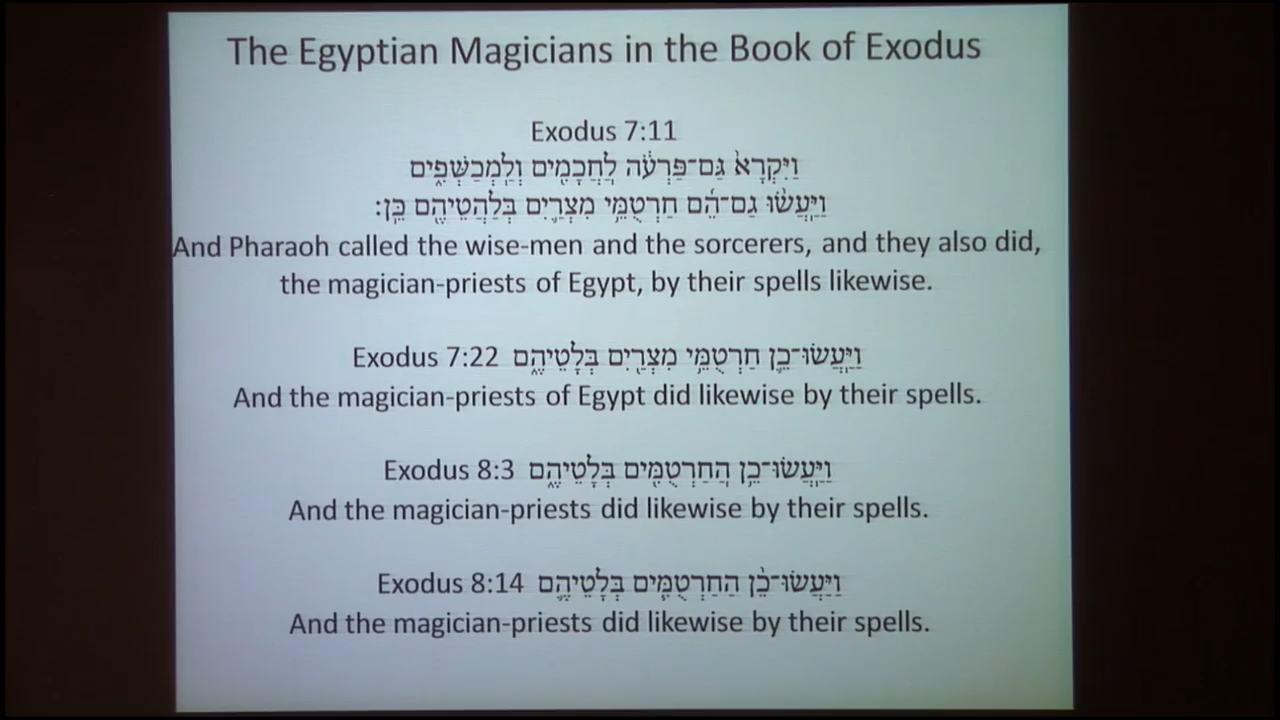 The Egyptian Magicians in the Book of Exodus
Exodus 7:11
וַיִּקְרָא֙ גַּם־פַּרְעֹ֔ה לַֽחֲכָמִ֖ים וְלַֽמְכַשְּׁפִ֑ים
וַיַּֽעֲשׂ֨וּ גַם־הֵ֜ם חַרְטֻמֵּ֥י מִצְרַ֛יִם בְּלַהֲטֵיהֶ֖ם כֵּֽן׃
And Pharaoh called the wise-men and the sorcerers, and they also did,
the magician-priests of Egypt, by their spells likewise.
Exodus 7:22 וַיַּֽעֲשׂוּ־כֵ֛ן חַרְטֻמֵּ֥י מִצְרַ֖יִם בְּלָטֵיהֶ֑ם
And the magician-priests of Egypt did likewise by their spells.
Exodus 8:3 וַיַּֽעֲשׂוּ־כֵ֥ן הַֽחַרְטֻמִּ֖ים בְּלָטֵיהֶ֑ם
And the magician-priests did likewise by their spells.
Exodus 8:14 וַיַּעֲשׂוּ־כֵ֨ן הַחַרְטֻמִּ֧ים בְּלָטֵיהֶ֛ם
And the magician-priests did likewise by their spells.